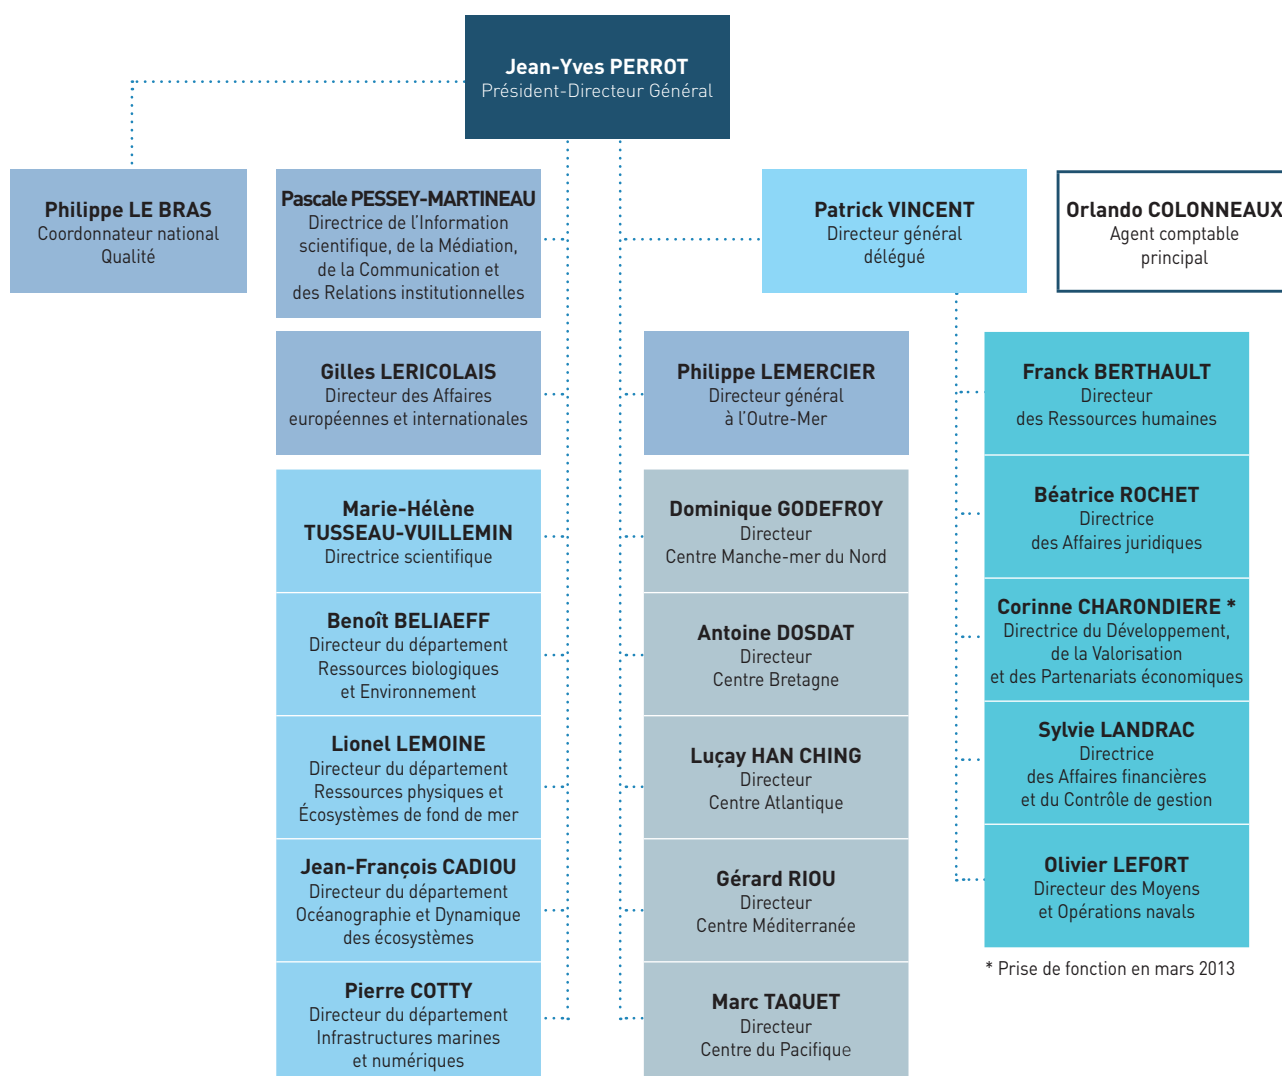 Jean-Yves PERROT
Président-Directeur Général
Philippe LE BRAS
Coordonnateur national
Qualité
Pascale PESSEY-MARTINEAU
Directrice de l'Information
scientifique, de la Médiation,
de la Communication et
des Relations institutionnelles
Patrick VINCENT
Directeur général
délégué
Orlando COLONNEAUX
Agent comptable
principal
Gilles LERICOLAIS
Directeur des Affaires
européennes et internationales
Philippe LEMERCIER
Directeur général
à l'Outre-Mer
Franck BERTHAULT
Directeur
des Ressources humaines
Marie-Hélène
TUSSEAU-VUILLEMIN
Directrice scientifique
Dominique GODEFROY
Directeur
Centre Manche-mer du Nord
Béatrice ROCHET
Directrice
des Affaires juridiques
Benoît BELIAEFF
Directeur du département
Ressources biologiques
et Environnement
Antoine DOSDAT
Directeur
Centre Bretagne
Corinne CHARONDIERE *
Directrice du Développement,
de la Valorisation
et des Partenariats économiques
Lionel LEMOINE
Directeur du département
Ressources physiques et
Écosystèmes de fond de mer
Luçay HAN CHING
Directeur
Centre Atlantique
Sylvie LANDRAC
Directrice
des Affaires financières
et du Contrôle de gestion
Jean-François CADIOU
Directeur du département
Océanographie et Dynamique
des écosystèmes
Gérard RIOU
Directeur
Centre Méditerranée
Olivier LEFORT
Directeur des Moyens
et Opérations navals
* Prise de fonction en mars 2013
Pierre COTTY
Directeur du département
Infrastructures marines
et numériques
Marc TAQUET
Directeur
Centre du Pacifique